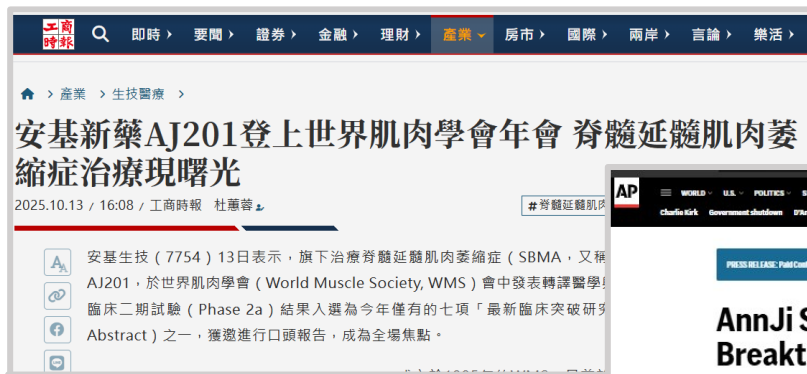 工商時報 即時 要聞 證券 金融 理財 產業 房市 國際 兩岸 言論 樂活
產業 > 生技醫療 >
安基新藥AJ201登上世界肌肉學會年會 脊髓延髓肌肉萎
縮症治療現曙光
2025.10.13 / 16:08 / 工商時報 杜蕙蓉
#脊髓延髓肌肉
安基生技（7754）13日表示，旗下治療脊髓延髓肌肉萎縮症（SBMA，又稱
AJ201，於世界肌肉學會（World Muscle Society, WMS）會中發表轉譯醫學
臨床二期試驗（Phase 2a）結果入選為今年僅有的七項「最新臨床突破研究
Abstract）之一，獲邀進行口頭報告，成為全場焦點。
AP WORLD U.S. POLITICS
Charlie Kirk Government shutdown
PRESS RELEASE: Paid
AnnJi
Breakt